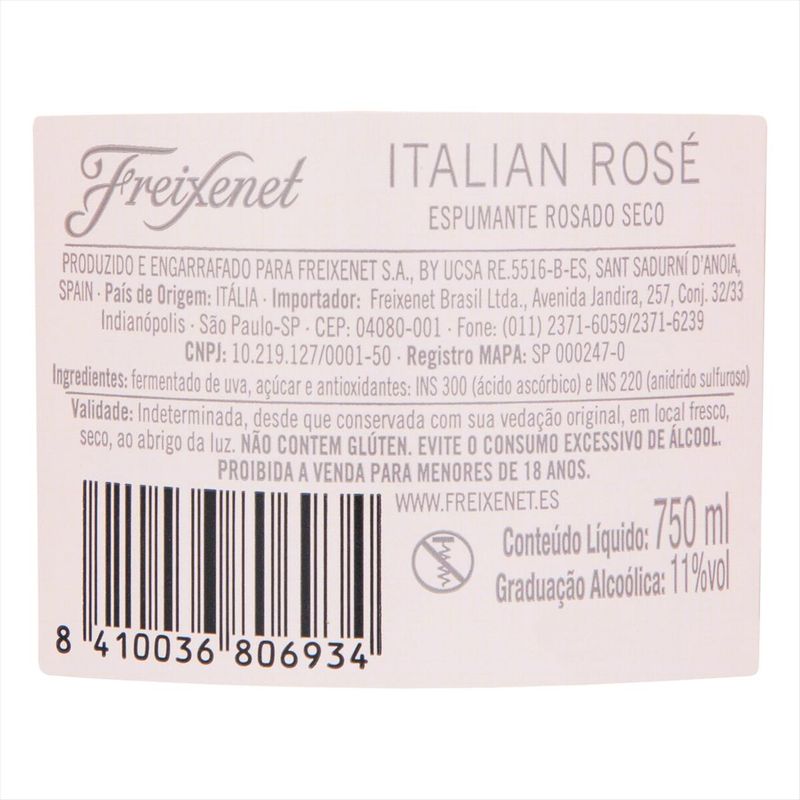 Freixenet
ITALIAN ROSÉ
ESPUMANTE ROSADO SECO
PRODUZIDO E ENGARRAFADO PARA FREIXENET S.A., BY UCSA RE.5516-B-ES, SANT SADURNÍ D'ANOIA,
SPAIN · País de Origem: ITÁLIA · Importador: Freixenet Brasil Ltda., Avenida Jandira, 257, Conj. 32/33
Indianópolis · São Paulo-SP · CEP: 04080-001 · Fone: (011) 2371-6059/2371-6239
CNPJ: 10.219.127/0001-50 · Registro MAPA: SP 000247-0
Ingredientes: fermentado de uva, açúcar e antioxidantes: INS 300 (ácido ascórbico) e INS 220 (anidrido sulfuroso)
Validade: Indeterminada, desde que conservada com sua vedação original, em local fresco,
seco, ao abrigo da luz. NÃO CONTEM GLÚTEN. EVITE O CONSUMO EXCESSIVO DE ÁLCOOL.
PROIBIDA A VENDA PARA MENORES DE 18 ANOS.
WWW.FREIXENET.ES
Conteúdo Líquido: 750 ml
Graduação Alcoólica: 11%vol
8 410036 806934